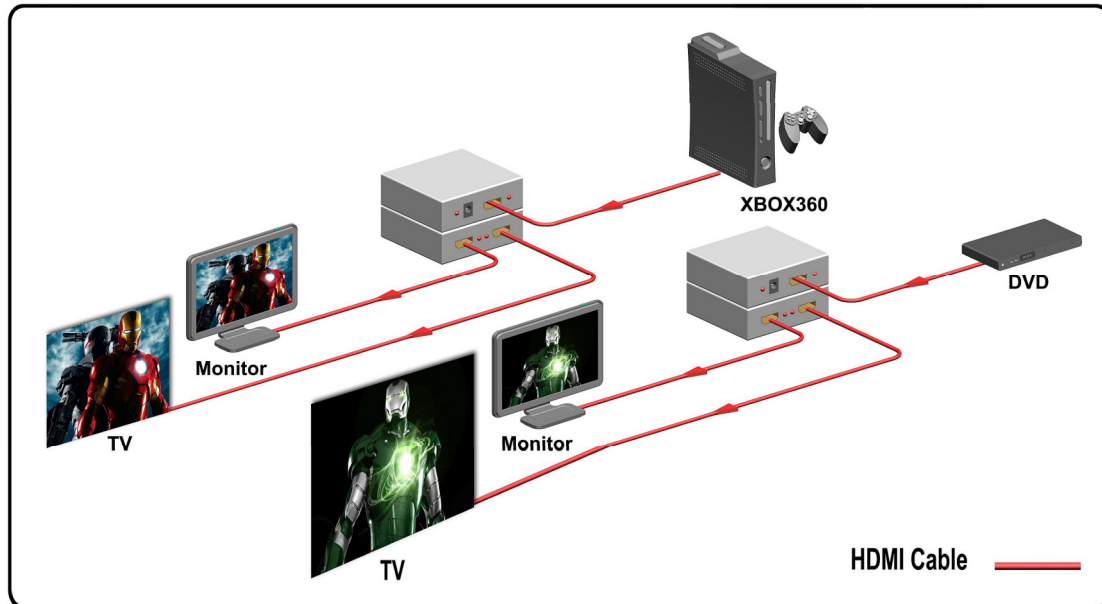 XBOX360
DVD
Monitor
TV
Monitor
TV
HDMI Cable